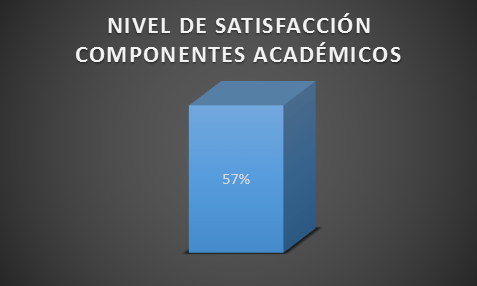 NIVEL DE SATISFACCIÓN
COMPONENTES ACADÉMICOS
57%